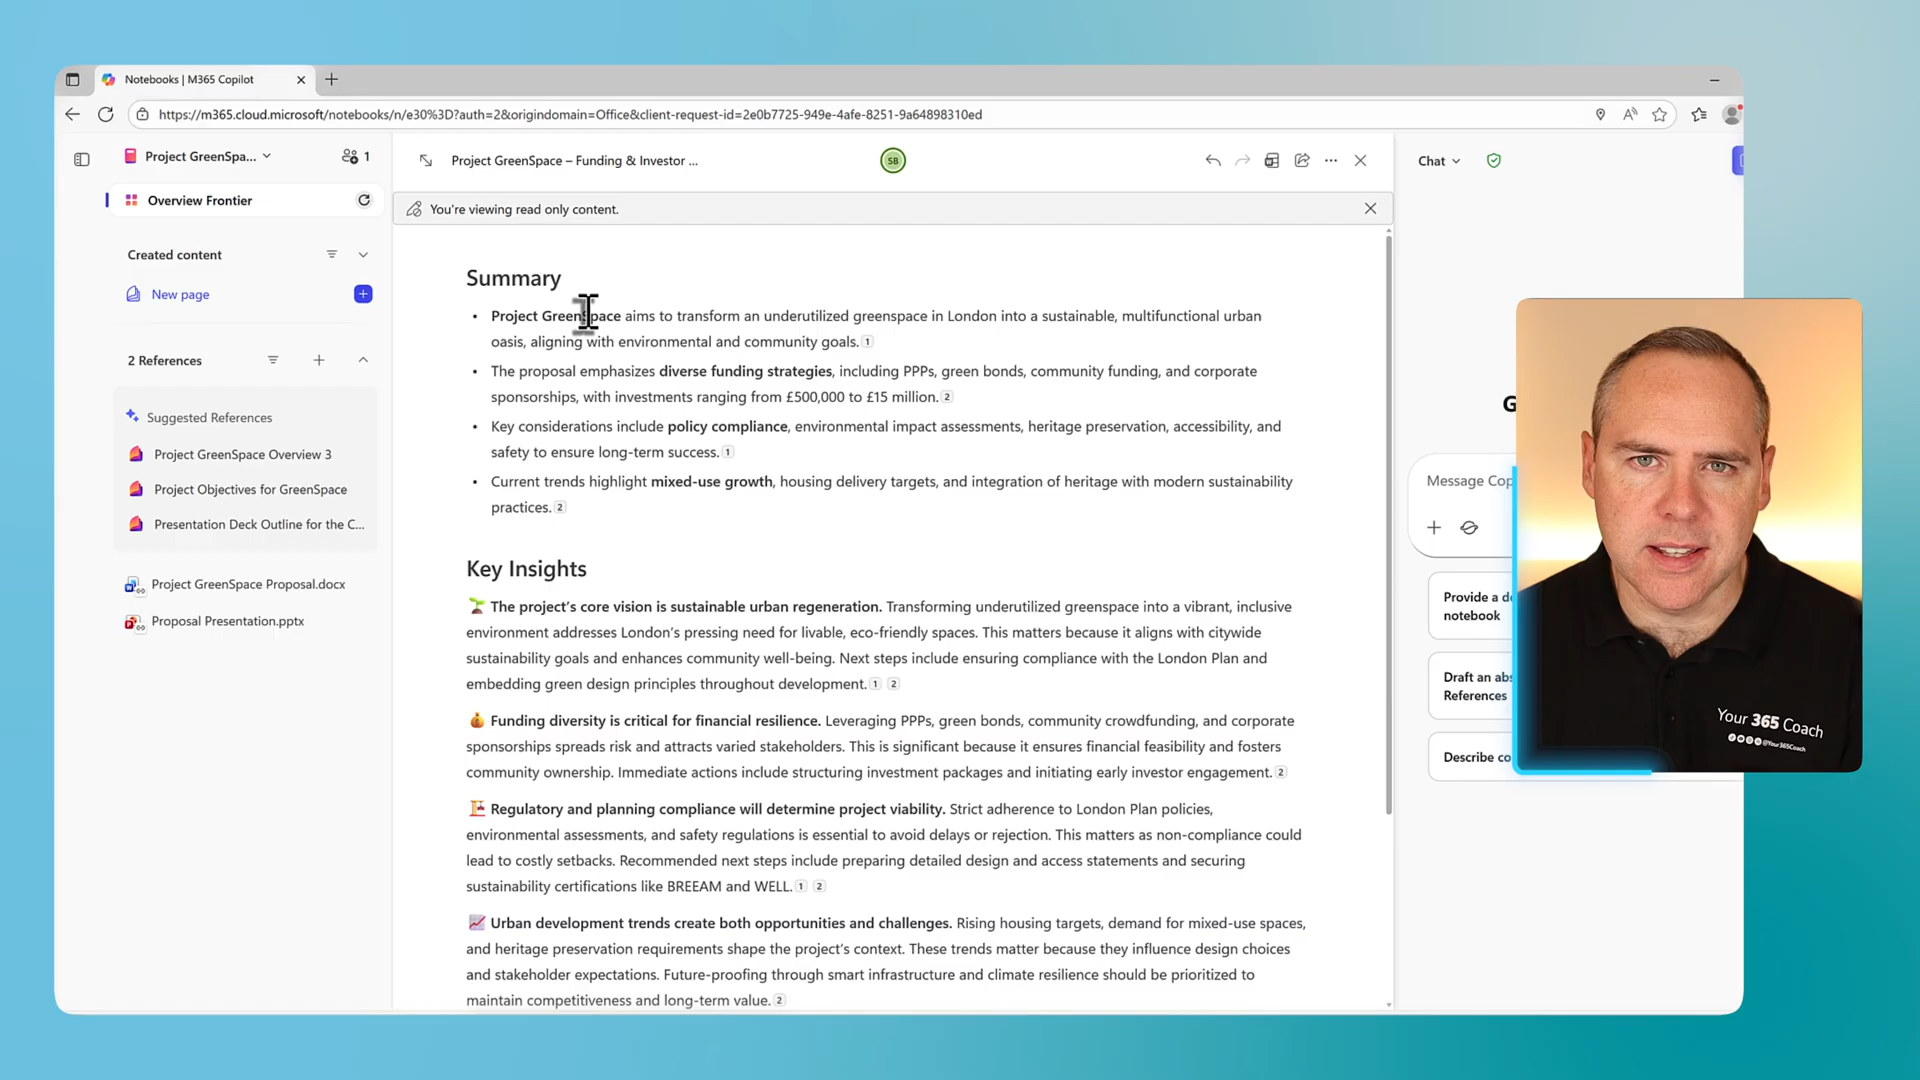 Notebooks | M365 Copilot
https://m365.cloud.microsoft/notebooks/n/e30%3D?auth=2&origindomain=Office&client-request-id=2e0b7725-949e-4afe-8251-9a64898310ed
Project GreenSpa...
1
Overview Frontier
Created content
New page
2 References
Suggested References
Project GreenSpace Overview 3
Project Objectives for GreenSpace
Presentation Deck Outline for the C...
Project GreenSpace Proposal.docx
Proposal Presentation.pptx
Project GreenSpace – Funding & Investor ...
SB
You're viewing read only content.
Summary
• Project GreenSpace aims to transform an underutilized greenspace in London into a sustainable, multifunctional urban
oasis, aligning with environmental and community goals. 1
• The proposal emphasizes diverse funding strategies, including PPPs, green bonds, community funding, and corporate
sponsorships, with investments ranging from £500,000 to £15 million. 2
• Key considerations include policy compliance, environmental impact assessments, heritage preservation, accessibility, and
safety to ensure long-term success. 1
• Current trends highlight mixed-use growth, housing delivery targets, and integration of heritage with modern sustainability
practices. 2
Key Insights
🌱 The project's core vision is sustainable urban regeneration. Transforming underutilized greenspace into a vibrant, inclusive
environment addresses London's pressing need for livable, eco-friendly spaces. This matters because it aligns with citywide
sustainability goals and enhances community well-being. Next steps include ensuring compliance with the London Plan and
embedding green design principles throughout development. 1 2
💰 Funding diversity is critical for financial resilience. Leveraging PPPs, green bonds, community crowdfunding, and corporate
sponsorships spreads risk and attracts varied stakeholders. This is significant because it ensures financial feasibility and fosters
community ownership. Immediate actions include structuring investment packages and initiating early investor engagement. 2
🏗 Regulatory and planning compliance will determine project viability. Strict adherence to London Plan policies,
environmental assessments, and safety regulations is essential to avoid delays or rejection. This matters as non-compliance could
lead to costly setbacks. Recommended next steps include preparing detailed design and access statements and securing
sustainability certifications like BREEAM and WELL. 1 2
📈 Urban development trends create both opportunities and challenges. Rising housing targets, demand for mixed-use spaces,
and heritage preservation requirements shape the project's context. These trends matter because they influence design choices
and stakeholder expectations. Future-proofing through smart infrastructure and climate resilience should be prioritized to
maintain competitiveness and long-term value. 2
Chat
G
Message Cop
Provide a d
notebook
Draft an abs
References
Describe co
Your 365 Coach
@Your365Coach